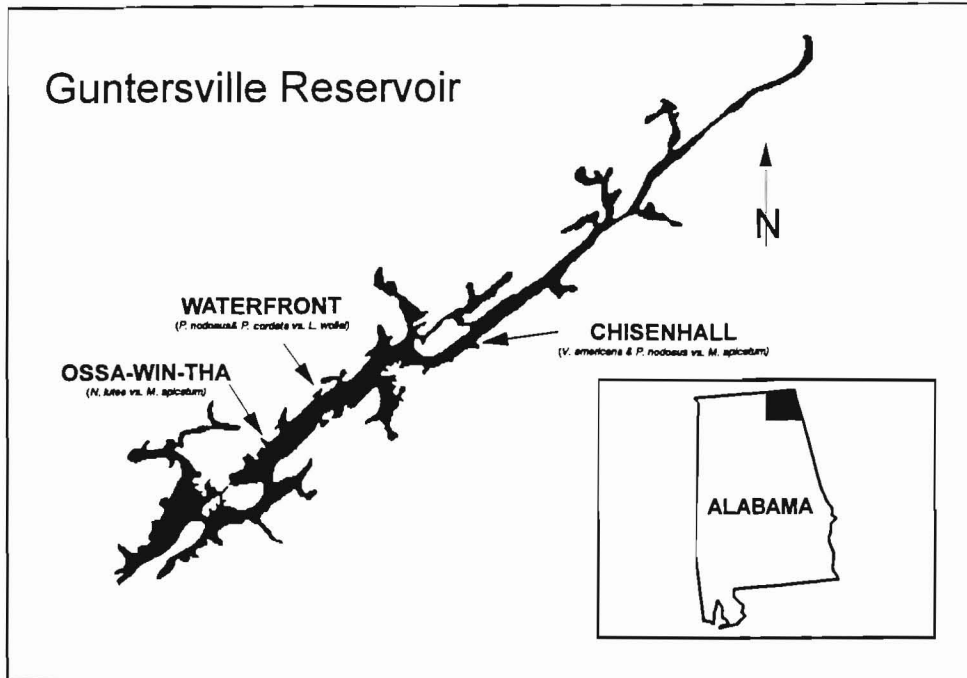 Guntersville Reservoir
N
WATERFRONT
(P. nodosus & P. cordata vs. L. wollei)
OSSA-WIN-THA
(N. lutea vs. M. spicatum)
CHISENHALL
(V. americana & P. nodosus vs. M. spicatum)
ALABAMA